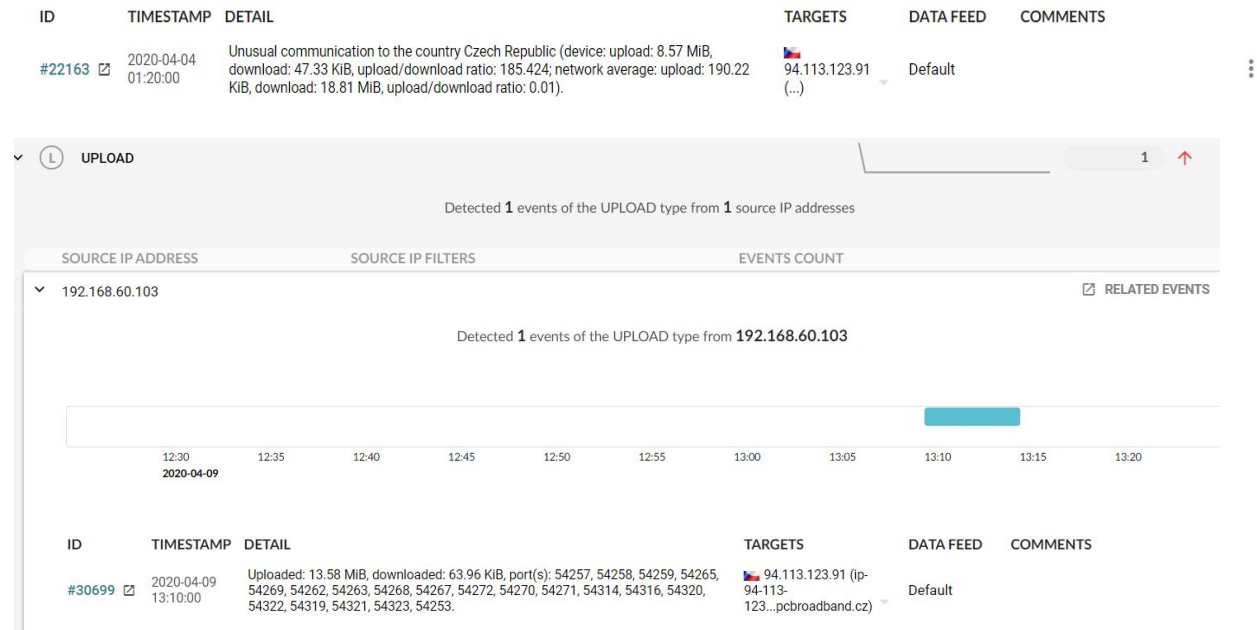 ID TIMESTAMP DETAIL TARGETS DATA FEED COMMENTS
#22163 2020-04-04 01:20:00 Unusual communication to the country Czech Republic (device: upload: 8.57 MiB,
download: 47.33 KiB, upload/download ratio: 185.424; network average: upload: 190.22
KiB, download: 18.81 MiB, upload/download ratio: 0.01).
94.113.123.91
(...)
Default
L UPLOAD 1
Detected 1 events of the UPLOAD type from 1 source IP addresses
SOURCE IP ADDRESS SOURCE IP FILTERS EVENTS COUNT
192.168.60.103 RELATED EVENTS
Detected 1 events of the UPLOAD type from 192.168.60.103
12:30 12:35 12:40 12:45 12:50 12:55 13:00 13:05 13:10 13:15 13:20
2020-04-09
ID TIMESTAMP DETAIL TARGETS DATA FEED COMMENTS
#30699 2020-04-09 13:10:00 Uploaded: 13.58 MiB, downloaded: 63.96 KiB, port(s): 54257, 54258, 54259, 54265,
54269, 54262, 54263, 54268, 54267, 54272, 54270, 54271, 54314, 54316, 54320,
54322, 54319, 54321, 54323, 54253.
94.113.123.91 (ip-
94-113-
123...pcbroadband.cz)
Default